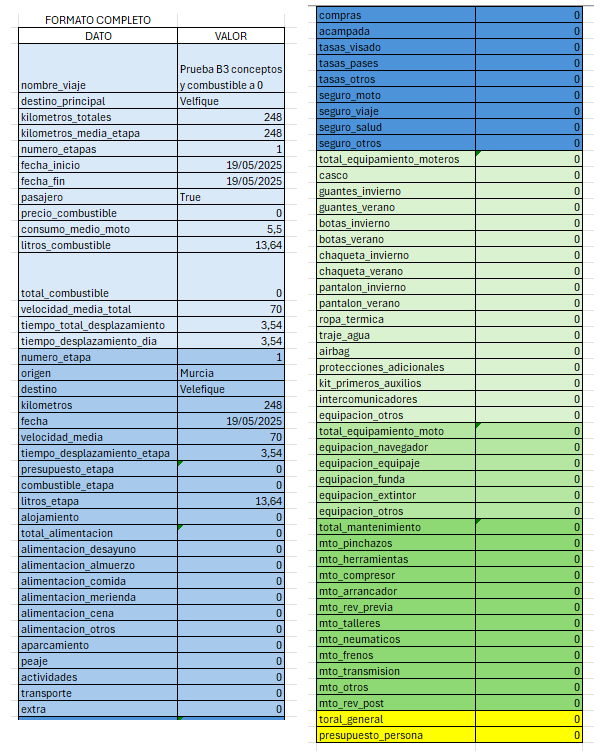 FORMATO COMPLETO
DATO VALOR
nombre_viaje Prueba B3 conceptos
y combustible a 0
destino_principal Velfique
kilometros_totales 248
kilometros_media_etapa 248
numero_etapas 1
fecha_inicio 19/05/2025
fecha_fin 19/05/2025
pasajero True
precio_combustible 0
consumo_medio_moto 5,5
litros_combustible 13,64
total_combustible 0
velocidad_media_total 70
tiempo_total_desplazamiento 3,54
tiempo_desplazamiento_dia 3,54
numero_etapa 1
origen Murcia
destino Velefique
kilometros 248
fecha 19/05/2025
velocidad_media 70
tiempo_desplazamiento_etapa 3,54
presupuesto_etapa 0
combustible_etapa 0
litros_etapa 13,64
alojamiento 0
total_alimentacion 0
alimentacion_desayuno 0
alimentacion_almuerzo 0
alimentacion_comida 0
alimentacion_merienda 0
alimentacion_cena 0
alimentacion_otros 0
aparcamiento 0
peaje 0
actividades 0
transporte 0
extra 0
compras 0
acampada 0
tasas_visado 0
tasas_pases 0
tasas_otros 0
seguro_moto 0
seguro_viaje 0
seguro_salud 0
seguro_otros 0
total_equipamiento_moteros 0
casco 0
guantes_invierno 0
guantes_verano 0
botas_invierno 0
botas_verano 0
chaqueta_invierno 0
chaqueta_verano 0
pantalon_invierno 0
pantalon_verano 0
ropa_termica 0
traje_agua 0
airbag 0
protecciones_adicionales 0
kit_primeros_auxilios 0
intercomunicadores 0
equipacion_otros 0
total_equipamiento_moto 0
equipacion_navegador 0
equipacion_equipaje 0
equipacion_funda 0
equipacion_extintor 0
equipacion_otros 0
total_mantenimiento 0
mto_pinchazos 0
mto_herramientas 0
mto_compresor 0
mto_arrancador 0
mto_rev_previa 0
mto_talleres 0
mto_neumaticos 0
mto_frenos 0
mto_transmision 0
mto_otros 0
mto_rev_post 0
toral_general 0
presupuesto_persona 0